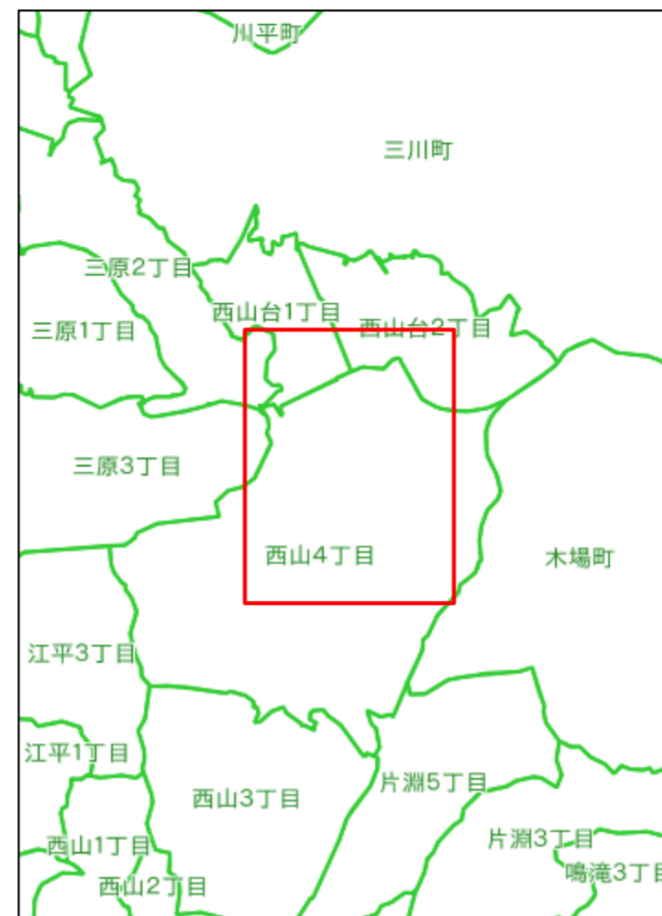 川平町
三川町
三原2丁目
西山台1丁目
三原1丁目
西山台2丁目
三原3丁目
西山4丁目
木場町
江平3丁目
江平1丁目
片淵5丁目
西山3丁目
片淵3丁目
西山1丁目
鳴滝3丁目
西山2丁目